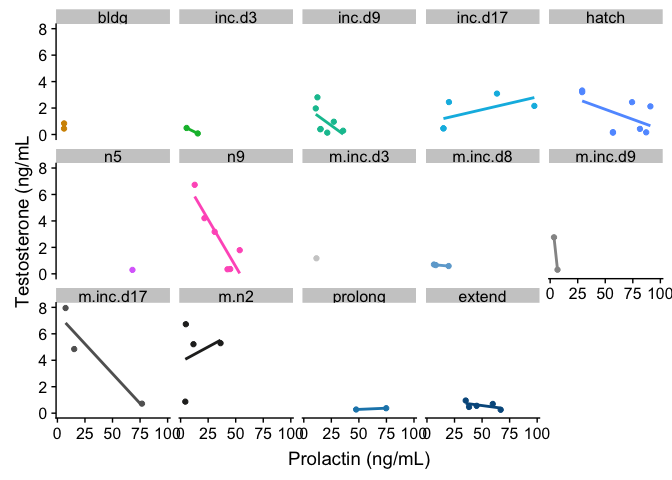 bldg inc.d3 inc.d9 inc.d17 hatch
8
6
4
2
0
n5 n9 m.inc.d3 m.inc.d8 m.inc.d9
8
6
4
2
0
0 25 50 75 100
m.inc.d17 m.n2 prolong extend
8
6
4
2
0
0 25 50 75 100 0 25 50 75 100 0 25 50 75 100 0 25 50 75 100
Prolactin (ng/mL)
Testosterone (ng/mL)